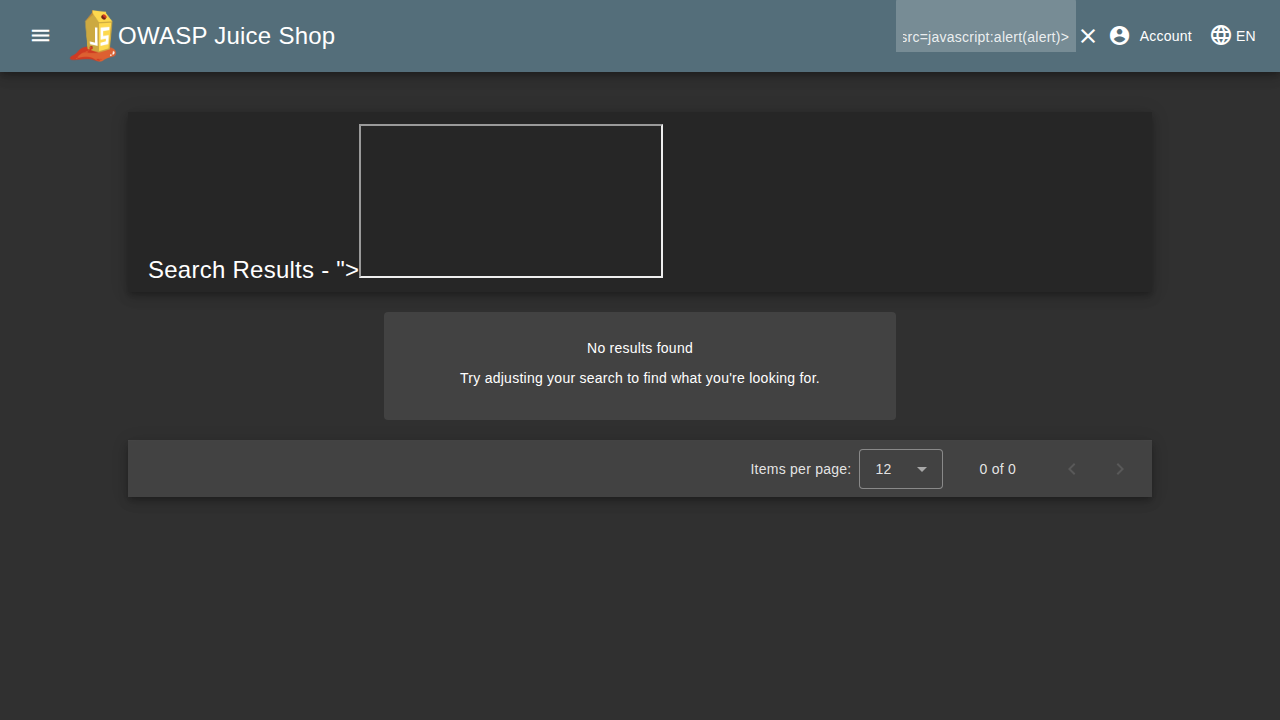 OWASP Juice Shop
src=javascript:alert(alert)>
Account
EN
Search Results - ">
No results found
Try adjusting your search to find what you're looking for.
Items per page:
12
0 of 0